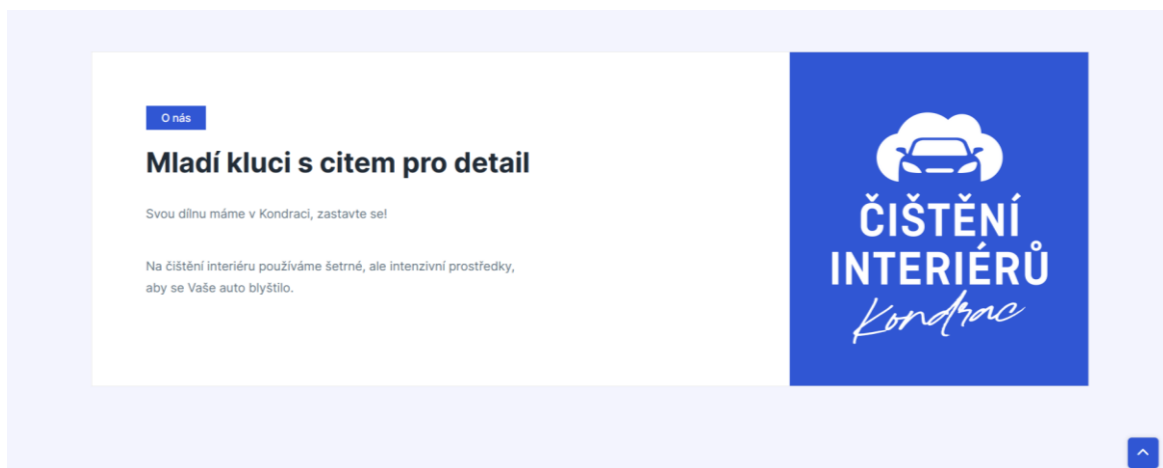 O nás
Mladí kluci s citem pro detail
Svou dílnu máme v Kondraci, zastavte se!
Na čištění interiéru používáme šetrné, ale intenzivní prostředky,
aby se Vaše auto blyštilo.
ČIŠTĚNÍ
INTERIÉRŮ
Kondrac